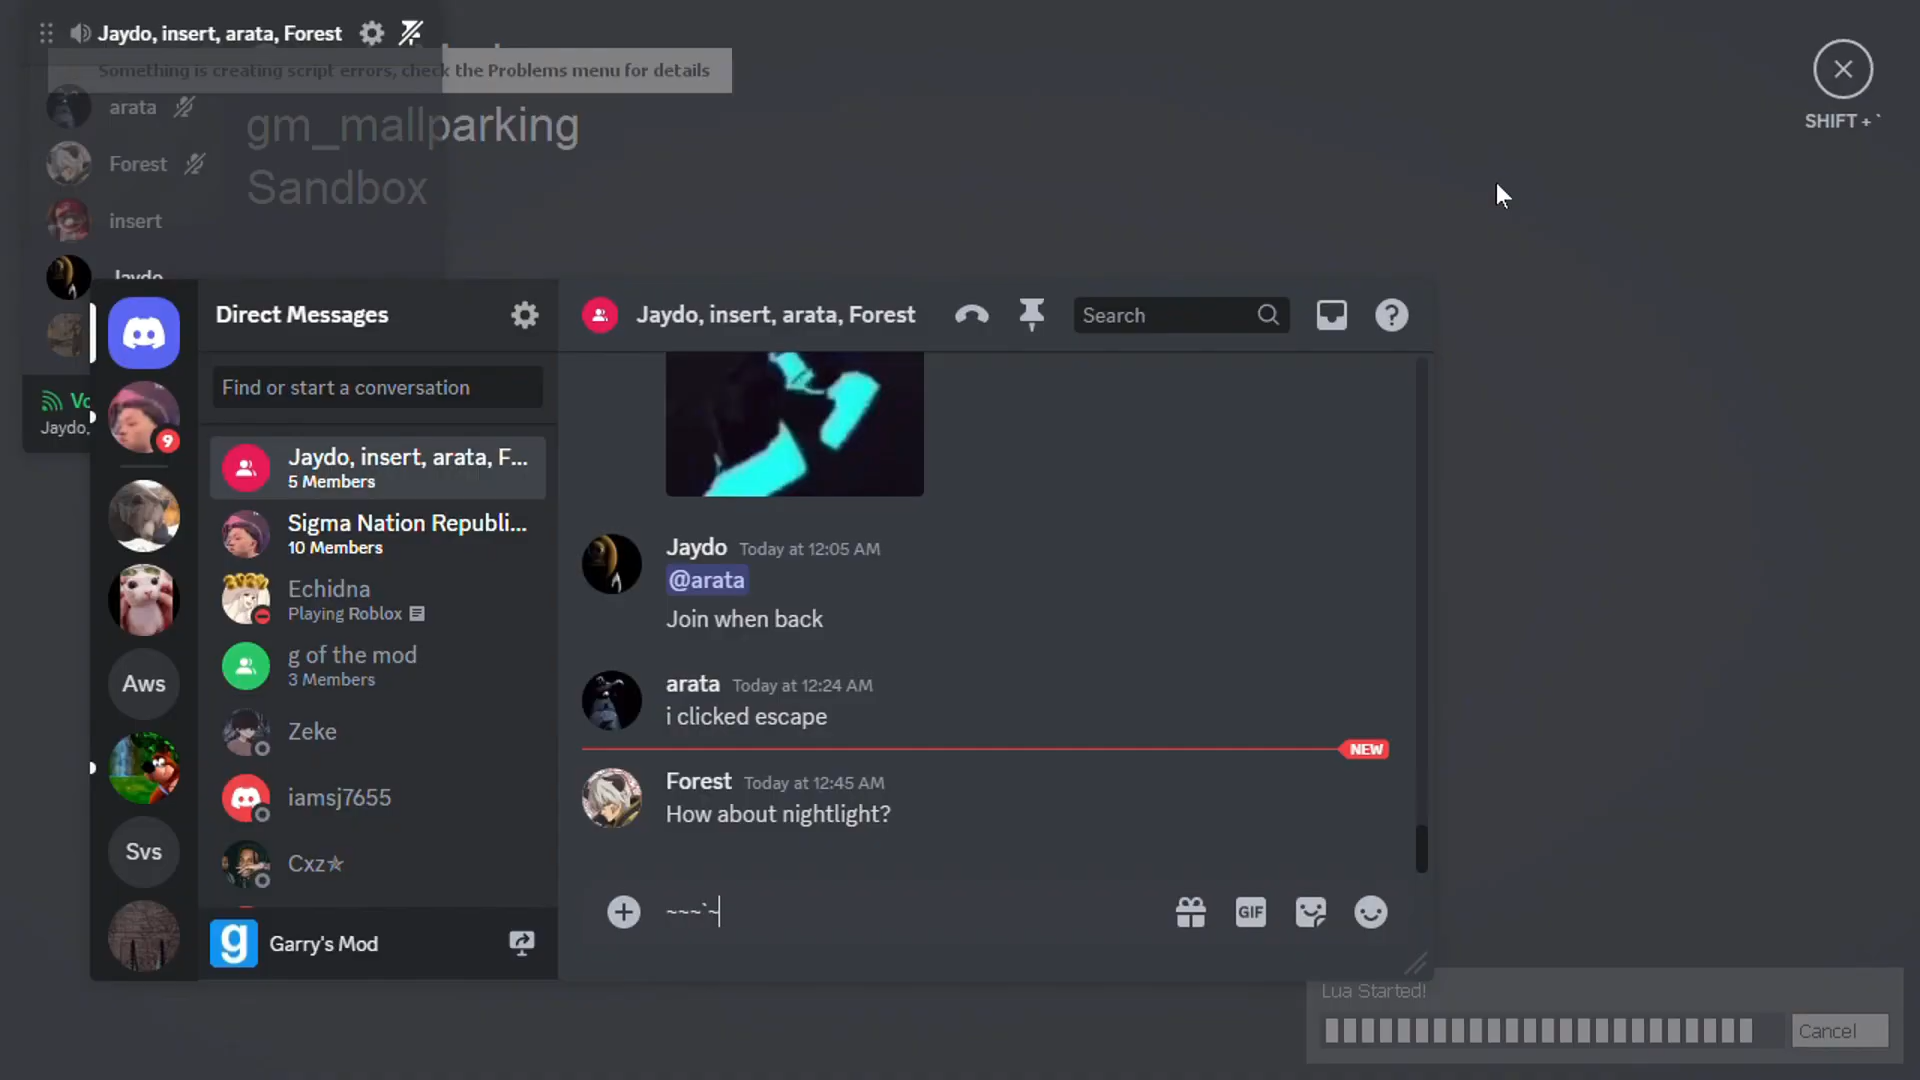 Jaydo, insert, arata, Forest
Something is creating script errors, check the Problems menu for details
arata
gm_mallparking
Forest
Sandbox
insert
Jaydo
Vo
Jaydo,
SHIFT + `
Direct Messages
Find or start a conversation
9
Jaydo, insert, arata, F...
5 Members
Sigma Nation Republi...
10 Members
Echidna
Playing Roblox
g of the mod
3 Members
Aws
Zeke
iamsj7655
Svs
Cxz★
g Garry's Mod
Jaydo, insert, arata, Forest
Search
?
Jaydo Today at 12:05 AM
@arata
Join when back
arata Today at 12:24 AM
i clicked escape
NEW
Forest Today at 12:45 AM
How about nightlight?
~~~`~
GIF
Lua Started!
Cancel